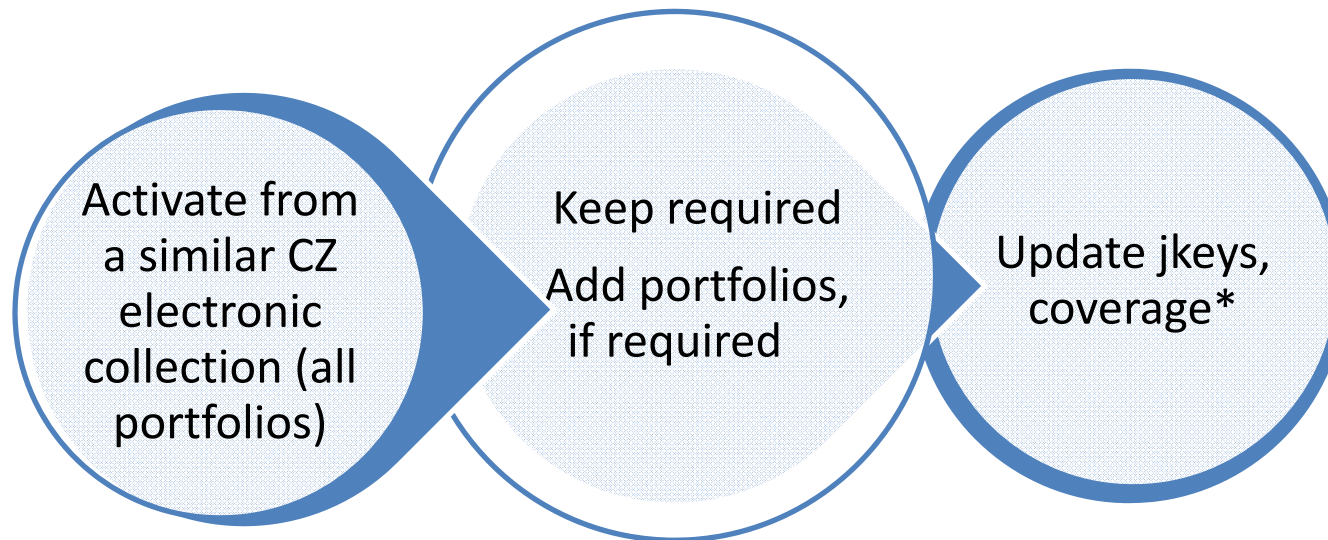 Activate from
a similar CZ
electronic
collection (all
portfolios)
Keep required
Add portfolios,
if required
Update jkeys,
coverage*